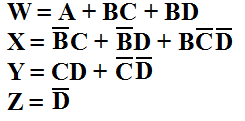 W = A + BC + BD
X = B̅C + B̅D + BC̅D̅
Y = CD + C̅D̅
Z = D̅